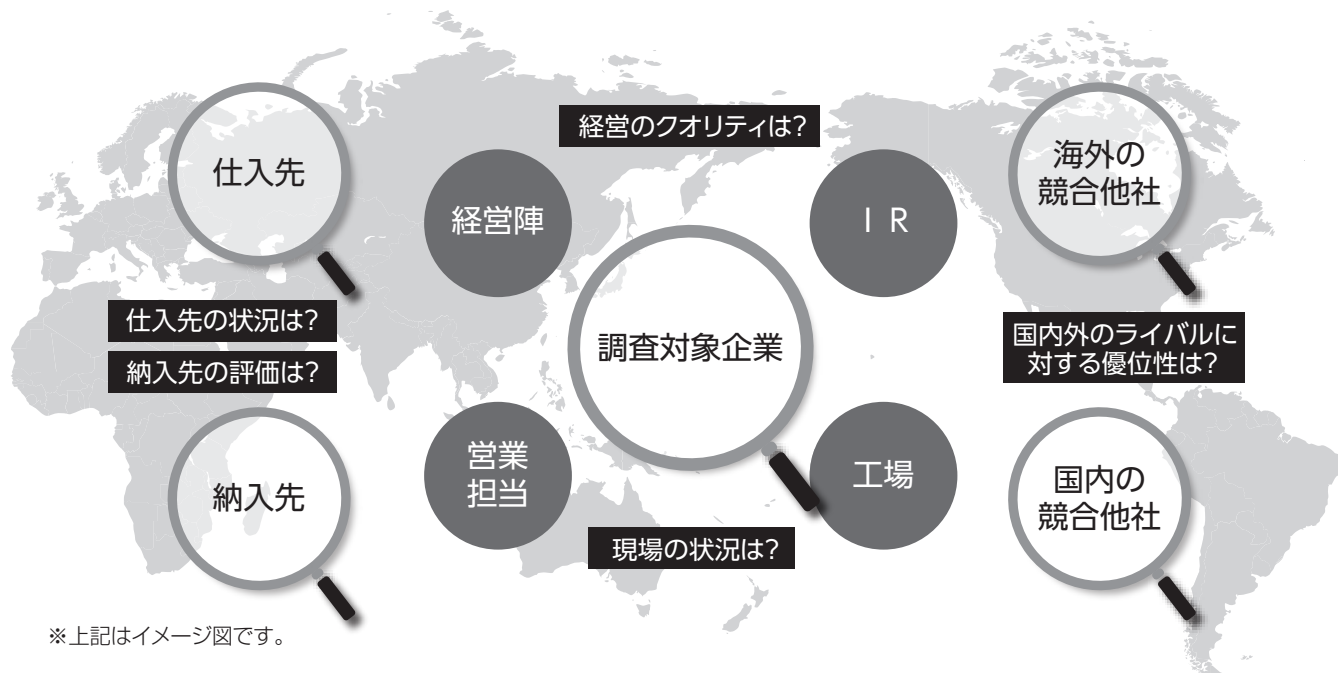 経営のクオリティは?
仕入先
経営陣
I R
海外の
競合他社
仕入先の状況は?
納入先の評価は?
調査対象企業
国内外のライバルに
対する優位性は?
納入先
営業
担当
工場
国内の
競合他社
現場の状況は?
※上記はイメージ図です。